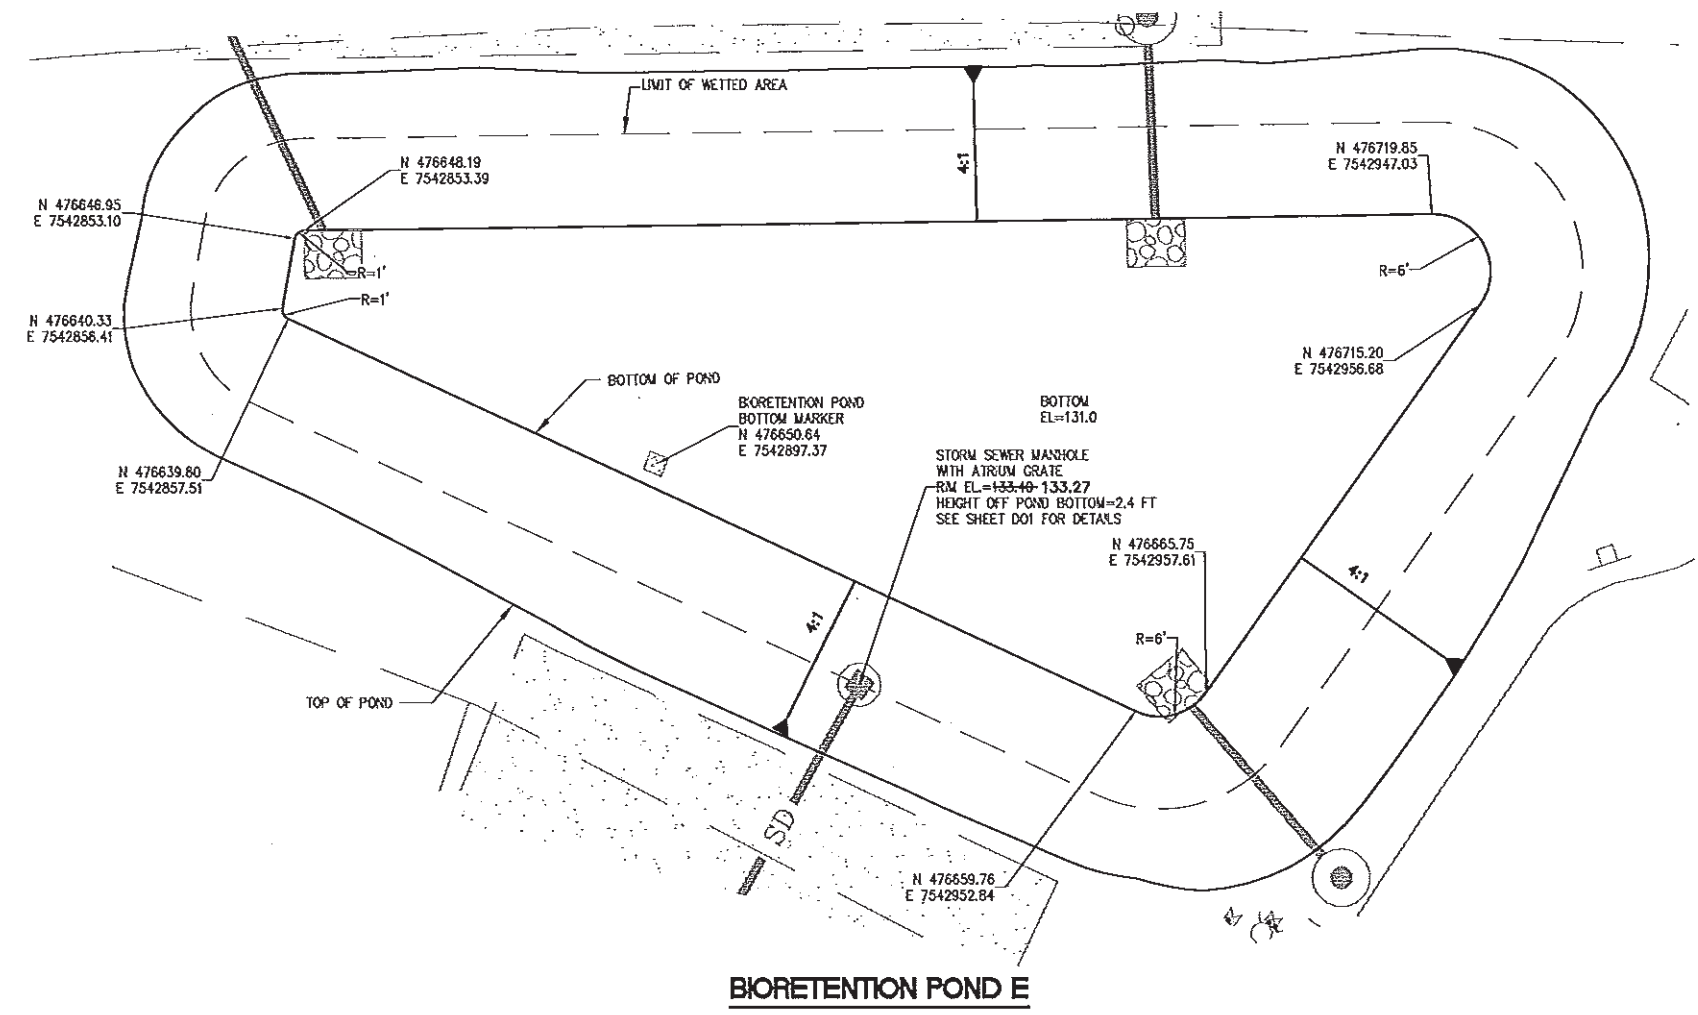 LIMIT OF WETTED AREA
N 476648.19
E 7542853.39
4:1
N 476719.85
E 7542947.03
N 476646.95
E 7542853.10
R=1'
R=6'
R=1'
N 476640.33
E 7542856.41
N 476715.20
E 7542956.68
BOTTOM OF POND
BIORETENTION POND
BOTTOM MARKER
N 476650.64
E 7542897.37
BOTTOM
EL=131.0
STORM SEWER MANHOLE
WITH ATRIUM GRATE
RIM EL.=133.40 133.27
HEIGHT OFF POND BOTTOM=2.4 FT
SEE SHEET D01 FOR DETAILS
N 476639.80
E 7542857.51
N 476665.75
E 7542957.61
4:1
4:1
R=6'
TOP OF POND
SD
N 476659.76
E 7542952.84
BIORETENTION POND E